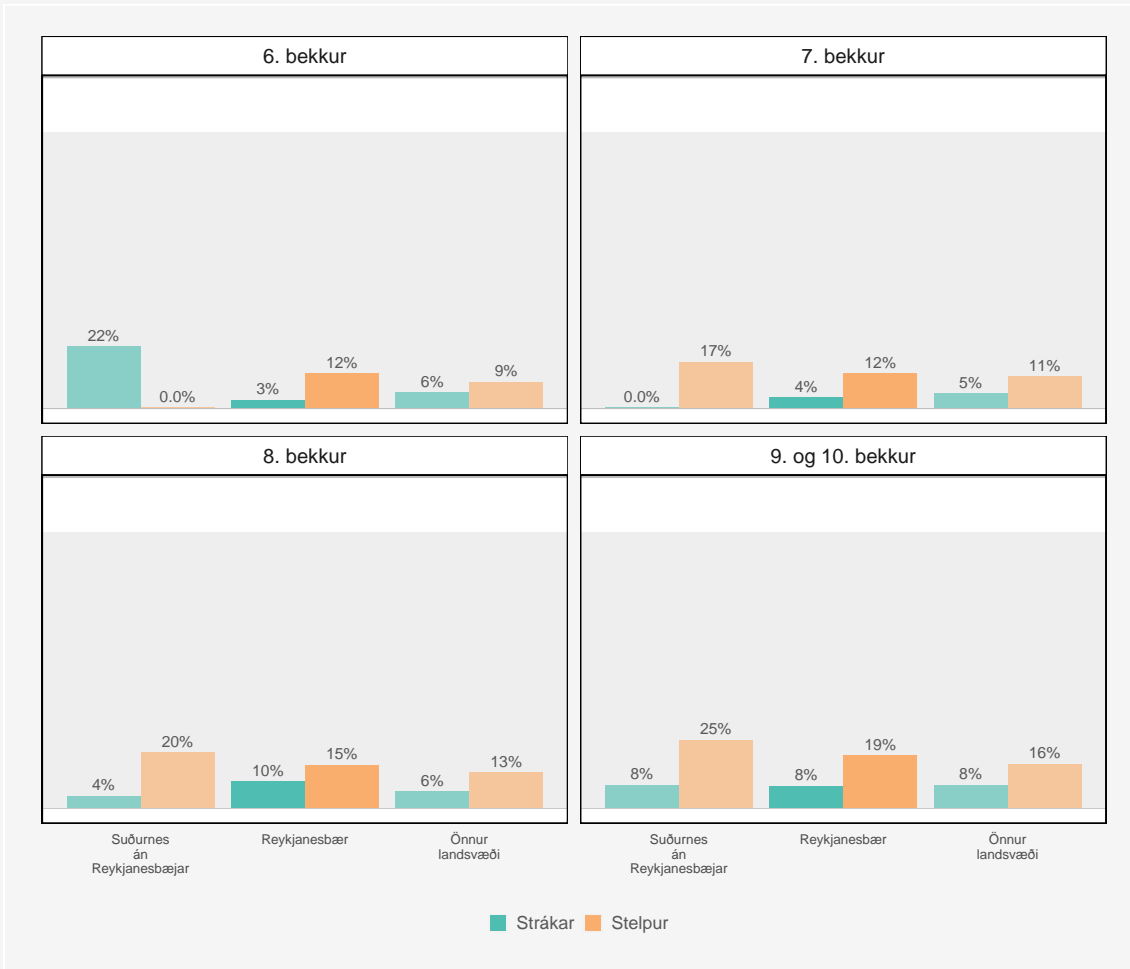 6. bekkur
7. bekkur
22%
0.0%
3%
12%
6%
9%
0.0%
17%
4%
12%
5%
11%
8. bekkur
9. og 10. bekkur
4%
20%
10%
15%
6%
13%
8%
25%
8%
19%
8%
16%
Suðurnes
án
Reykjanesbæjar
Reykjanesbær
Önnur
landsvæði
Suðurnes
án
Reykjanesbæjar
Reykjanesbær
Önnur
landsvæði
Strákar
Stelpur